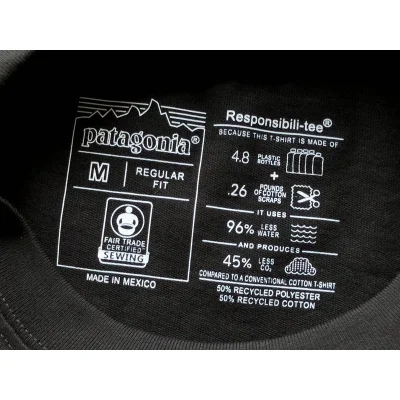 patagonia®
M
REGULAR
FIT
FAIR TRADE
CERTIFIED™
SEWING
MADE IN MEXICO
Responsibili-tee®
BECAUSE THIS T-SHIRT IS MADE OF
4.8 PLASTIC
BOTTLES
+
.26 POUNDS
OF COTTON
SCRAPS
IT USES
96% LESS
WATER
AND PRODUCES
45% LESS
CO₂
COMPARED TO A CONVENTIONAL COTTON T-SHIRT
50% RECYCLED POLYESTER
50% RECYCLED COTTON